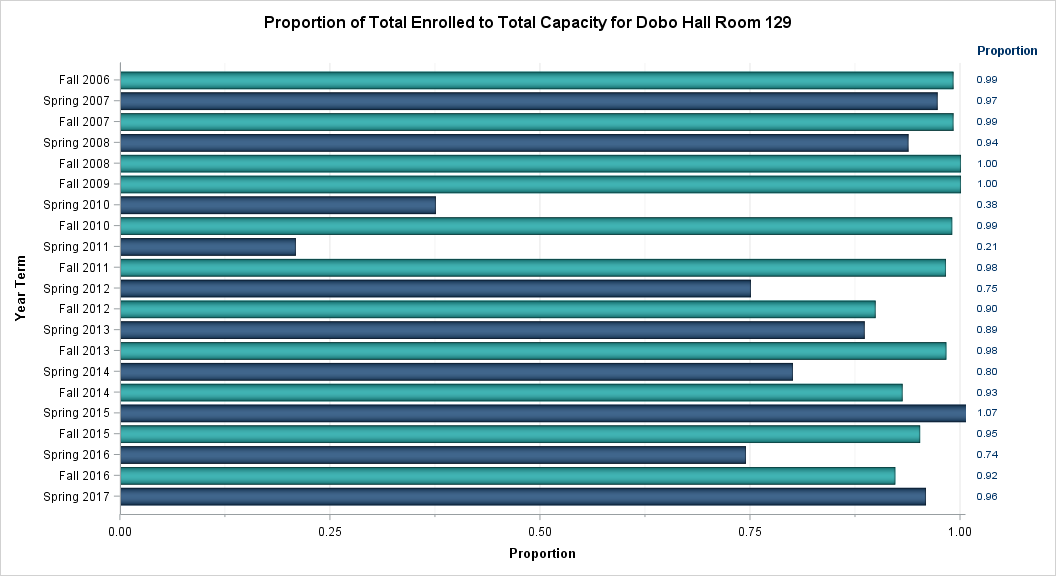 Proportion of Total Enrolled to Total Capacity for Dobo Hall Room 129
Proportion
Fall 2006 0.99
Spring 2007 0.97
Fall 2007 0.99
Spring 2008 0.94
Fall 2008 1.00
Fall 2009 1.00
Spring 2010 0.38
Fall 2010 0.99
Spring 2011 0.21
Fall 2011 0.98
Spring 2012 0.75
Fall 2012 0.90
Spring 2013 0.89
Fall 2013 0.98
Spring 2014 0.80
Fall 2014 0.93
Spring 2015 1.07
Fall 2015 0.95
Spring 2016 0.74
Fall 2016 0.92
Spring 2017 0.96
Year Term
0.00 0.25 0.50 0.75 1.00
Proportion